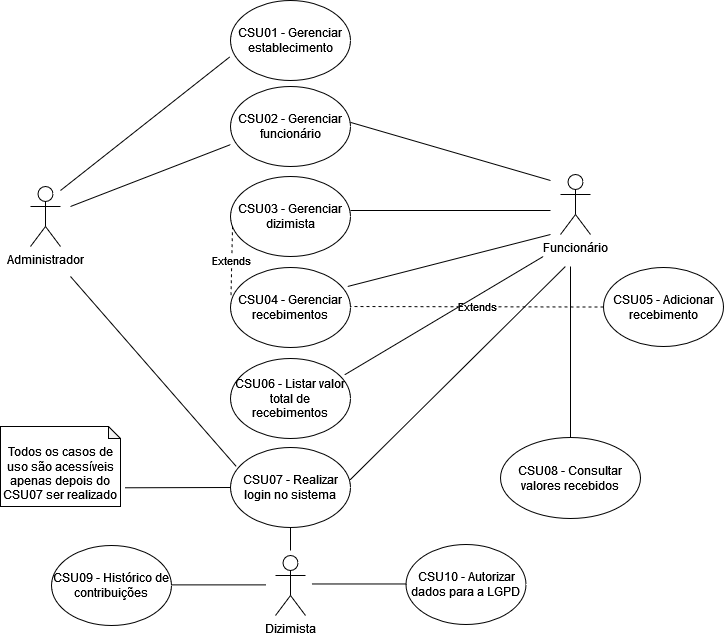 CSU01 - Gerenciar
establecimento
CSU02 - Gerenciar
funcionário
CSU03 - Gerenciar
dizimista
Administrador
Funcionário
Extends
CSU04 - Gerenciar
recebimentos
Extends
CSU05 - Adicionar
recebimento
CSU06 - Listar valor
total de
recebimentos
Todos os casos de
uso são acessíveis
apenas depois do
CSU07 ser realizado
CSU07 - Realizar
login no sistema
CSU08 - Consultar
valores recebidos
CSU09 - Histórico de
contribuições
CSU10 - Autorizar
dados para a LGPD
Dizimista